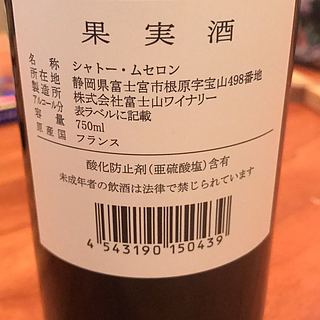 果実酒
名称 シャトー・ムセロン
所在地 静岡県富士宮市根原字宝山498番地
製造所 株式会社富士山ワイナリー
アルコール分 表ラベルに記載
容量 750ml
原産国 フランス
酸化防止剤(亜硫酸塩)含有
未成年者の飲酒は法律で禁じられています
4543190150439